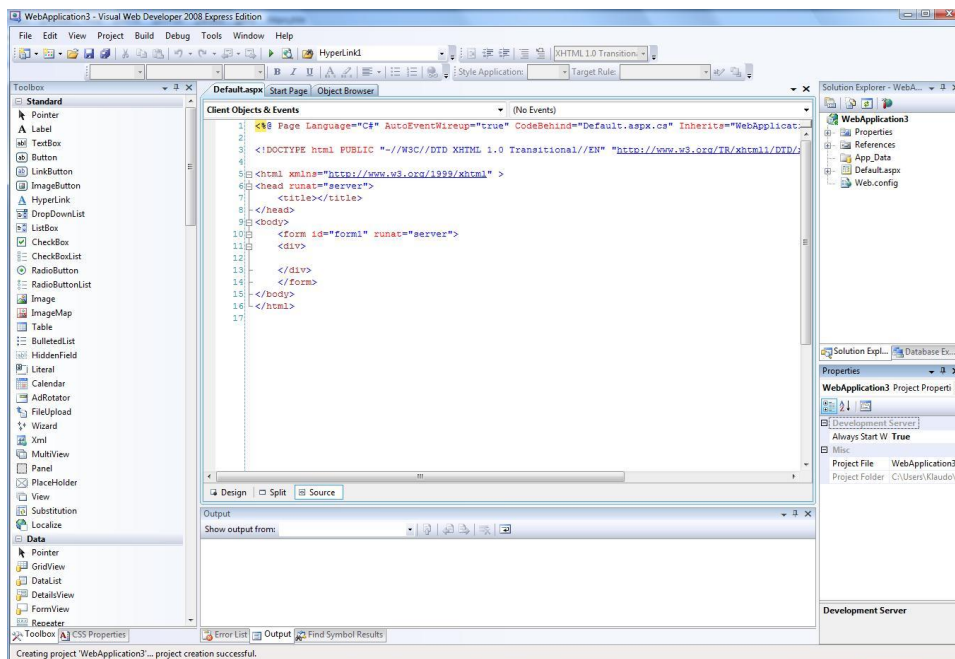 WebApplication3 - Visual Web Developer 2008 Express Edition
File Edit View Project Build Debug Tools Window Help
HyperLink1
XHTML 1.0 Transition
B I U
Style Application:
Target Rule:
Toolbox
Standard
Pointer
A Label
abl TextBox
ab Button
LinkButton
ImageButton
A HyperLink
DropDownList
ListBox
CheckBox
CheckBoxList
RadioButton
RadioButtonList
Image
ImageMap
Table
BulletedList
HiddenField
Literal
Calendar
AdRotator
FileUpload
Wizard
Xml
MultiView
Panel
PlaceHolder
View
Substitution
Localize
Data
Pointer
GridView
DataList
DetailsView
FormView
Repeater
Toolbox CSS Properties
Default.aspx Start Page Object Browser
Client Objects & Events (No Events)
1 <%@ Page Language="C#" AutoEventWireup="true" CodeBehind="Default.aspx.cs" Inherits="WebApplicati
2
3 <!DOCTYPE html PUBLIC "-//W3C//DTD XHTML 1.0 Transitional//EN" "http://www.w3.org/TR/xhtml1/DTD/
4
5 <html xmlns="http://www.w3.org/1999/xhtml" >
6 <head runat="server">
7 <title></title>
8 </head>
9 <body>
10 <form id="form1" runat="server">
11 <div>
12
13 </div>
14 </form>
15 </body>
16 </html>
17
Design Split Source
Output
Show output from:
Error List Output Find Symbol Results
Solution Explorer - WebA...
WebApplication3
Properties
References
App_Data
Default.aspx
Web.config
Solution Expl... Database Ex...
Properties
WebApplication3 Project Properti
Development Server
Always Start W True
Misc
Project File WebApplication3
Project Folder C:\Users\Klaudo\
Development Server
Creating project 'WebApplication3'... project creation successful.